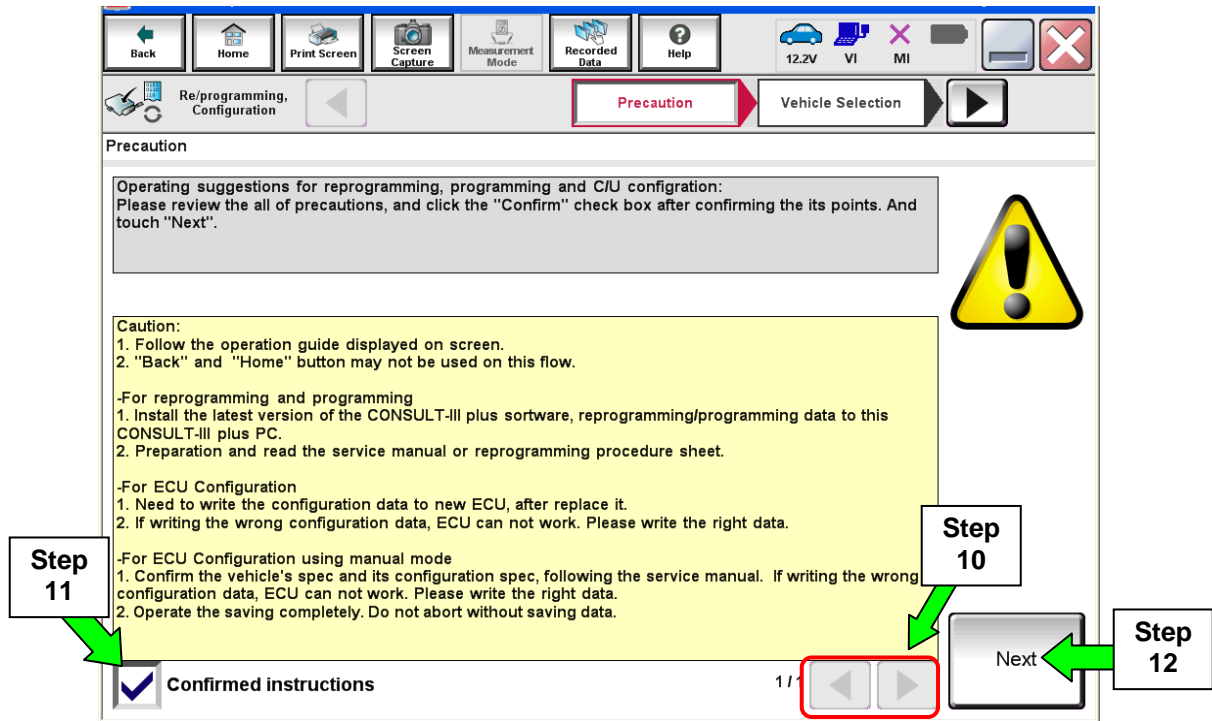 Back
Home
Print Screen
Screen
Capture
Measurement
Mode
Recorded
Data
Help
12.2V
VI
MI
Re/programming,
Configuration
Precaution
Vehicle Selection
Precaution
Operating suggestions for reprogramming, programming and C/U configration:
Please review the all of precautions, and click the "Confirm" check box after confirming the its points. And
touch "Next".
Caution:
1. Follow the operation guide displayed on screen.
2. "Back" and "Home" button may not be used on this flow.
-For reprogramming and programming
1. Install the latest version of the CONSULT-III plus sortware, reprogramming/programming data to this
CONSULT-III plus PC.
2. Preparation and read the service manual or reprogramming procedure sheet.
-For ECU Configuration
1. Need to write the configuration data to new ECU, after replace it.
2. If writing the wrong configuration data, ECU can not work. Please write the right data.
-For ECU Configuration using manual mode
1. Confirm the vehicle's spec and its configuration spec, following the service manual. If writing the wrong
configuration data, ECU can not work. Please write the right data.
2. Operate the saving completely. Do not abort without saving data.
Step
10
Step
11
Step
12
Confirmed instructions
1/1
Next